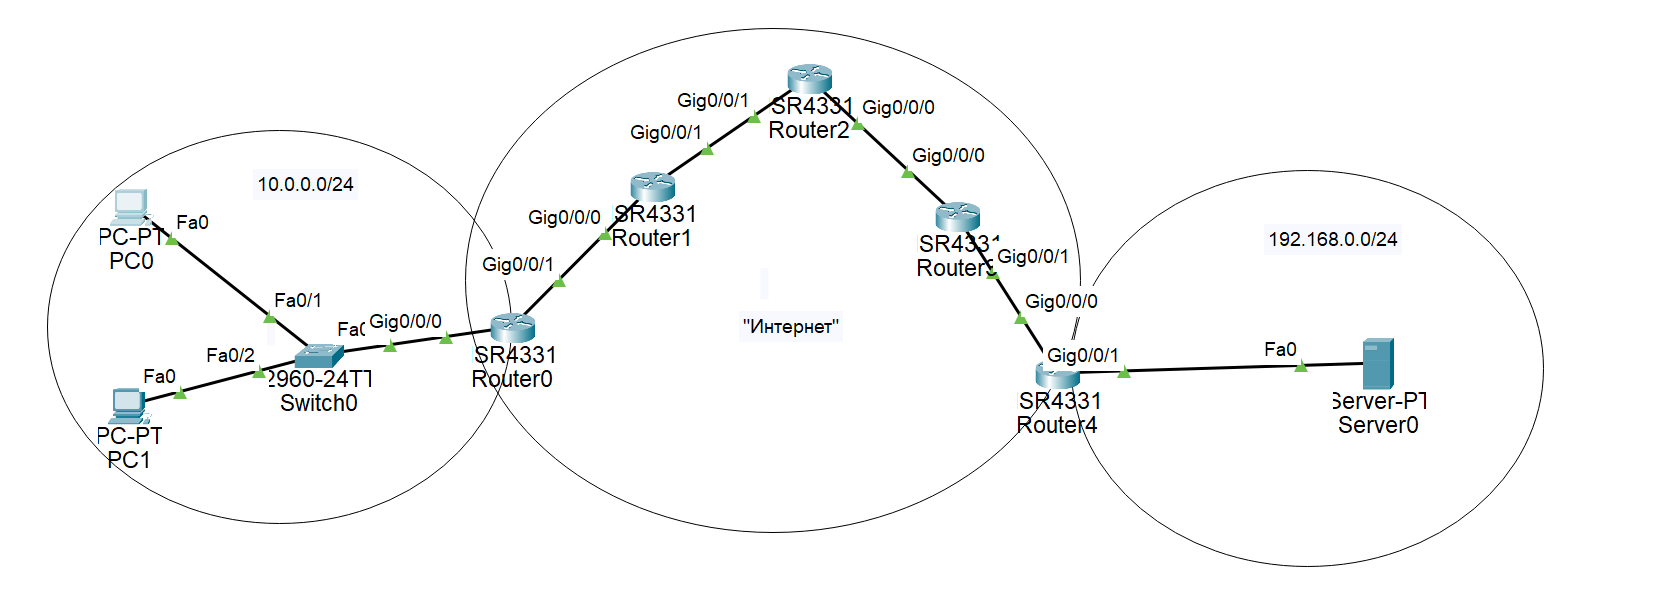 10.0.0.0/24
PC-PT
PC0
Fa0
Fa0/1
Fa0/2
Fa0
PC-PT
PC1
Gig0/0/0
2960-24TT
Switch0
Gig0/0/1
SR4331
Router0
Gig0/0/0
SR4331
Router1
Gig0/0/1
Gig0/0/1
SR4331
Router2
Gig0/0/0
Gig0/0/0
SR4331
Gig0/0/1
Gig0/0/0
"Интернет"
Gig0/0/1
SR4331
Router4
192.168.0.0/24
Fa0
Server-PT
Server0